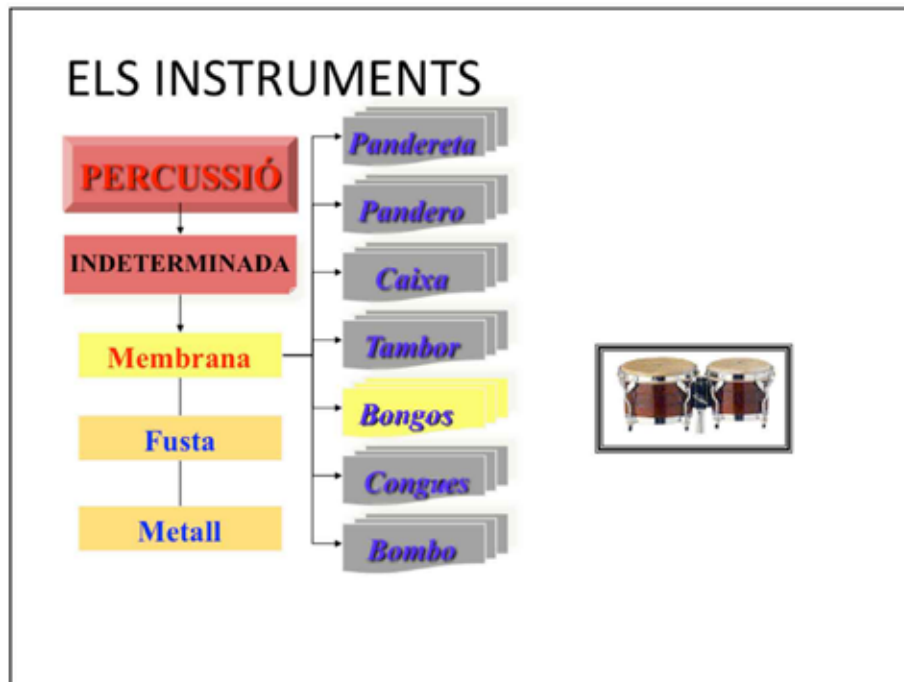 ELS INSTRUMENTS
PERCUSSIÓ
INDETERMINADA
Membrana
Fusta
Metall
Pandereta
Pandero
Caixa
Tambor
Bongos
Congues
Bombo